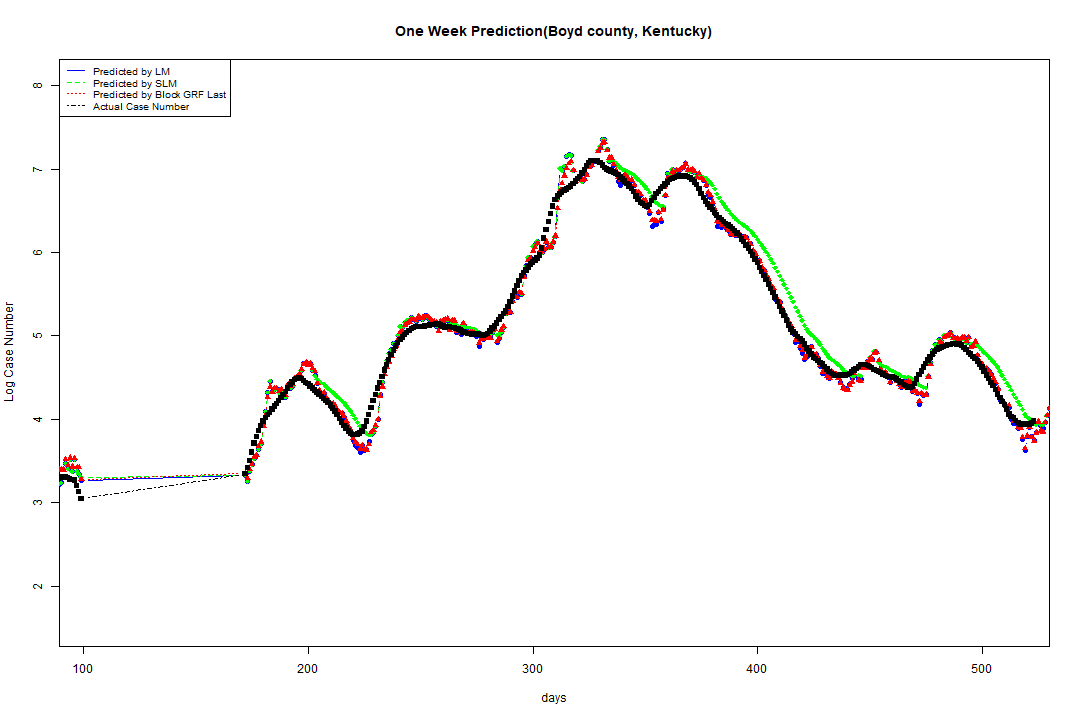 One Week Prediction(Boyd county, Kentucky)
Predicted by LM
Predicted by SLM
Predicted by Block GRF Last
Actual Case Number
8
7
6
5
4
3
2
Log Case Number
100 200 300 400 500
days